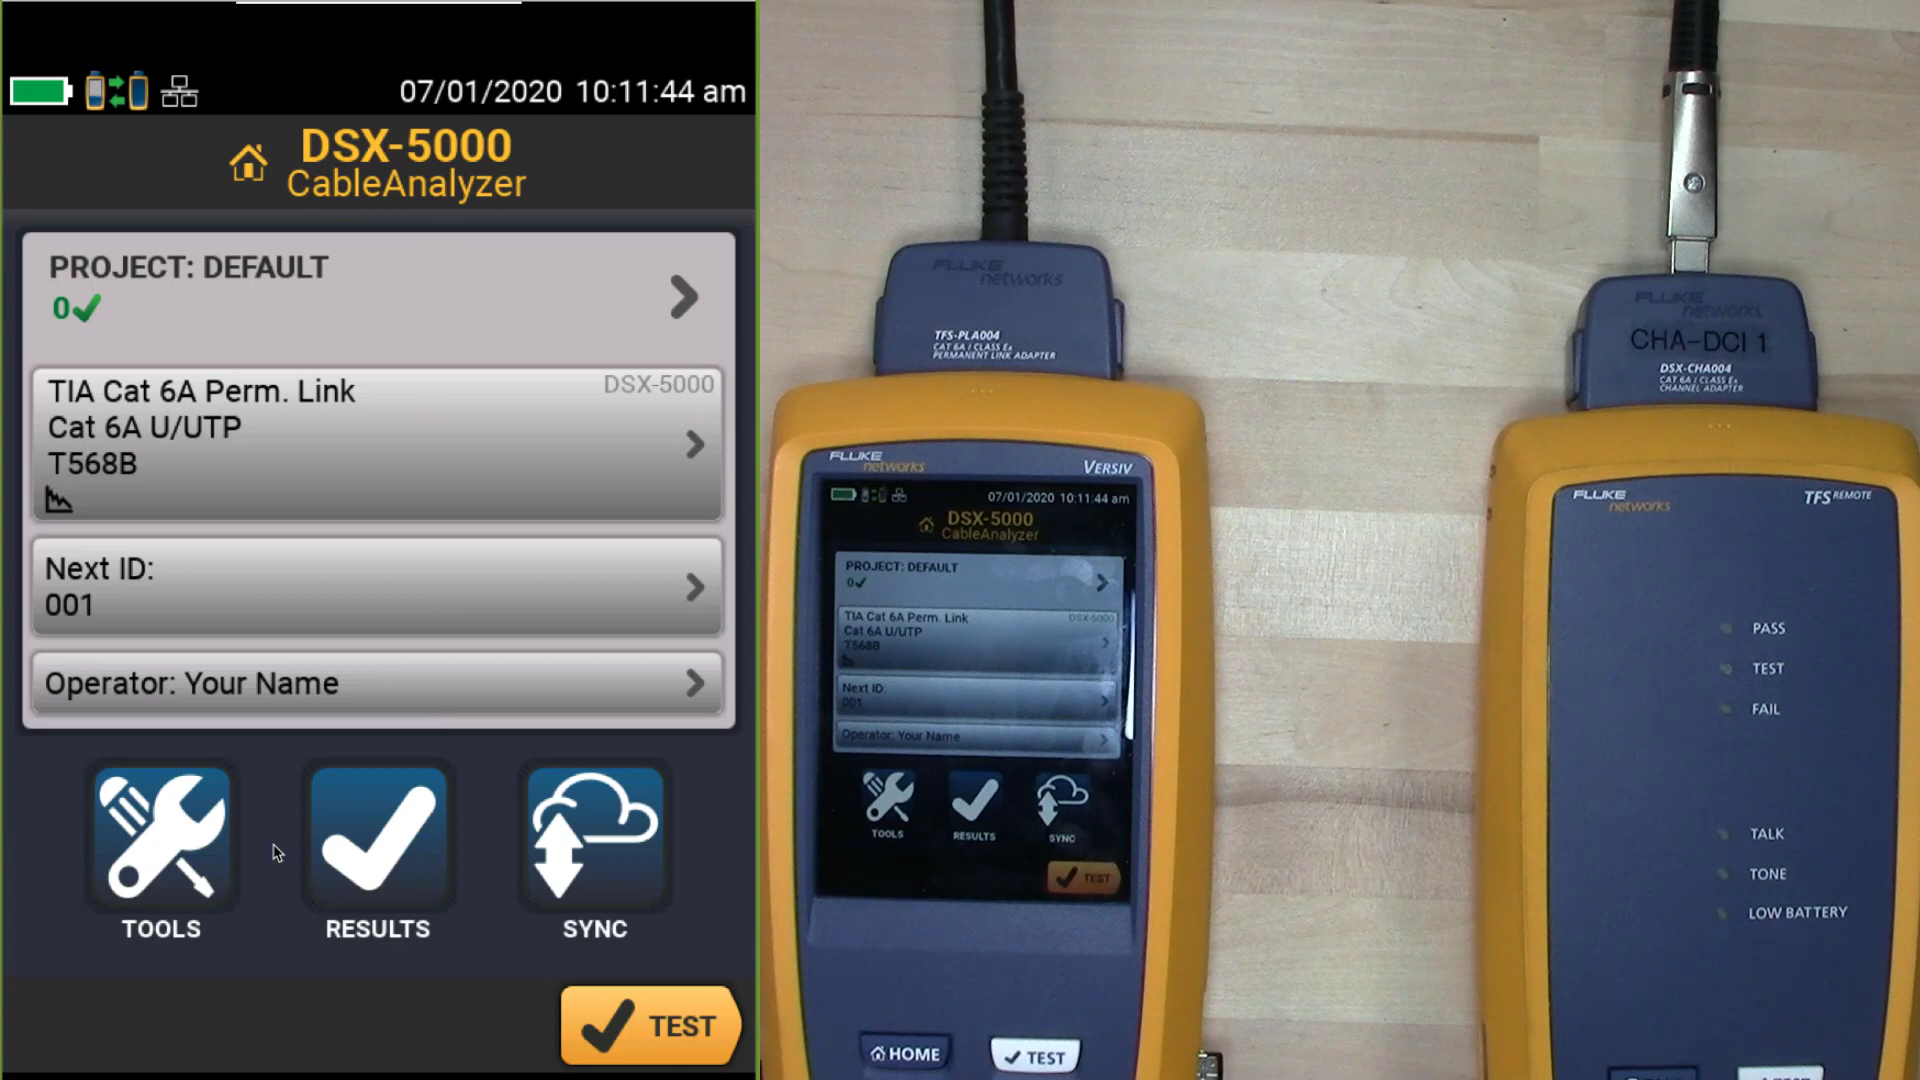 07/01/2020 10:11:44 am
DSX-5000
CableAnalyzer
PROJECT: DEFAULT
0
TIA Cat 6A Perm. Link
DSX-5000
Cat 6A U/UTP
T568B
Next ID:
001
Operator: Your Name
TOOLS
RESULTS
SYNC
TEST
FLUKE
networks
TFS-PLA004
CAT 6A / CLASS EA
PERMANENT LINK ADAPTER
FLUKE
networks
VERSIV
07/01/2020 10:11:44 am
DSX-5000
CableAnalyzer
PROJECT: DEFAULT
0
TIA Cat 6A Perm. Link
DSX-5000
Cat 6A U/UTP
T568B
Next ID:
001
Operator: Your Name
TOOLS
RESULTS
SYNC
TEST
HOME
TEST
FLUKE
networks
CHA-DCI 1
DSX-CHA004
CAT 6A / CLASS EA
CHANNEL ADAPTER
FLUKE
networks
TFS REMOTE
PASS
TEST
FAIL
TALK
TONE
LOW BATTERY